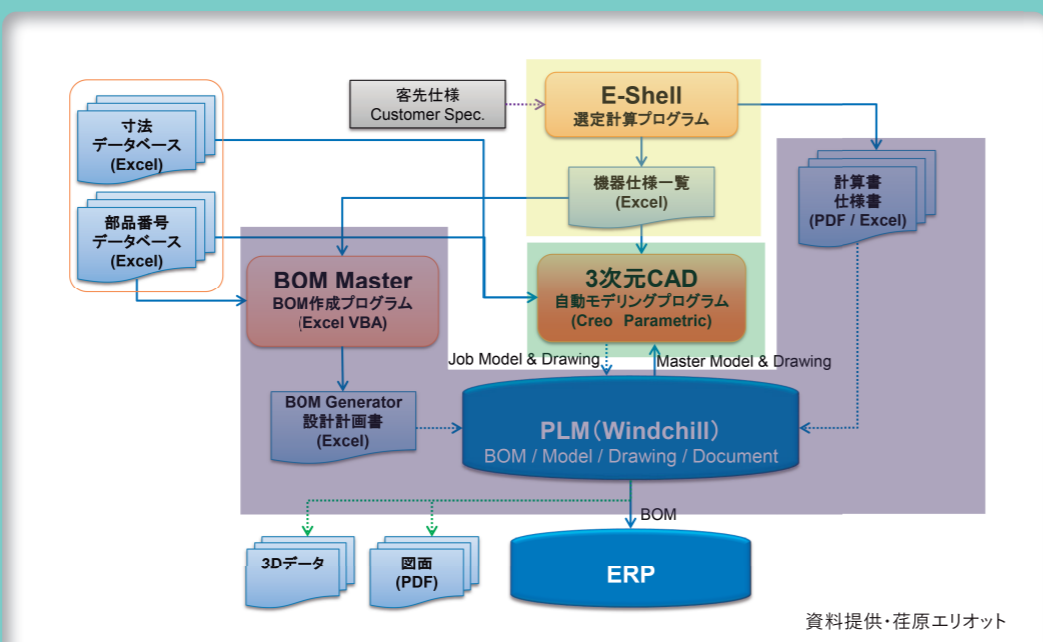 客先仕様
Customer Spec.
E-Shell
選定計算プログラム
寸法
データベース
(Excel)
機器仕様一覧
(Excel)
計算書
仕様書
(PDF / Excel)
部品番号
データベース
(Excel)
BOM Master
BOM作成プログラム
(Excel VBA)
3次元CAD
自動モデリングプログラム
(Creo Parametric)
Job Model & Drawing
Master Model & Drawing
BOM Generator
設計計画書
(Excel)
PLM(Windchill)
BOM / Model / Drawing / Document
BOM
3Dデータ
図面
(PDF)
ERP
資料提供・荏原エリオット